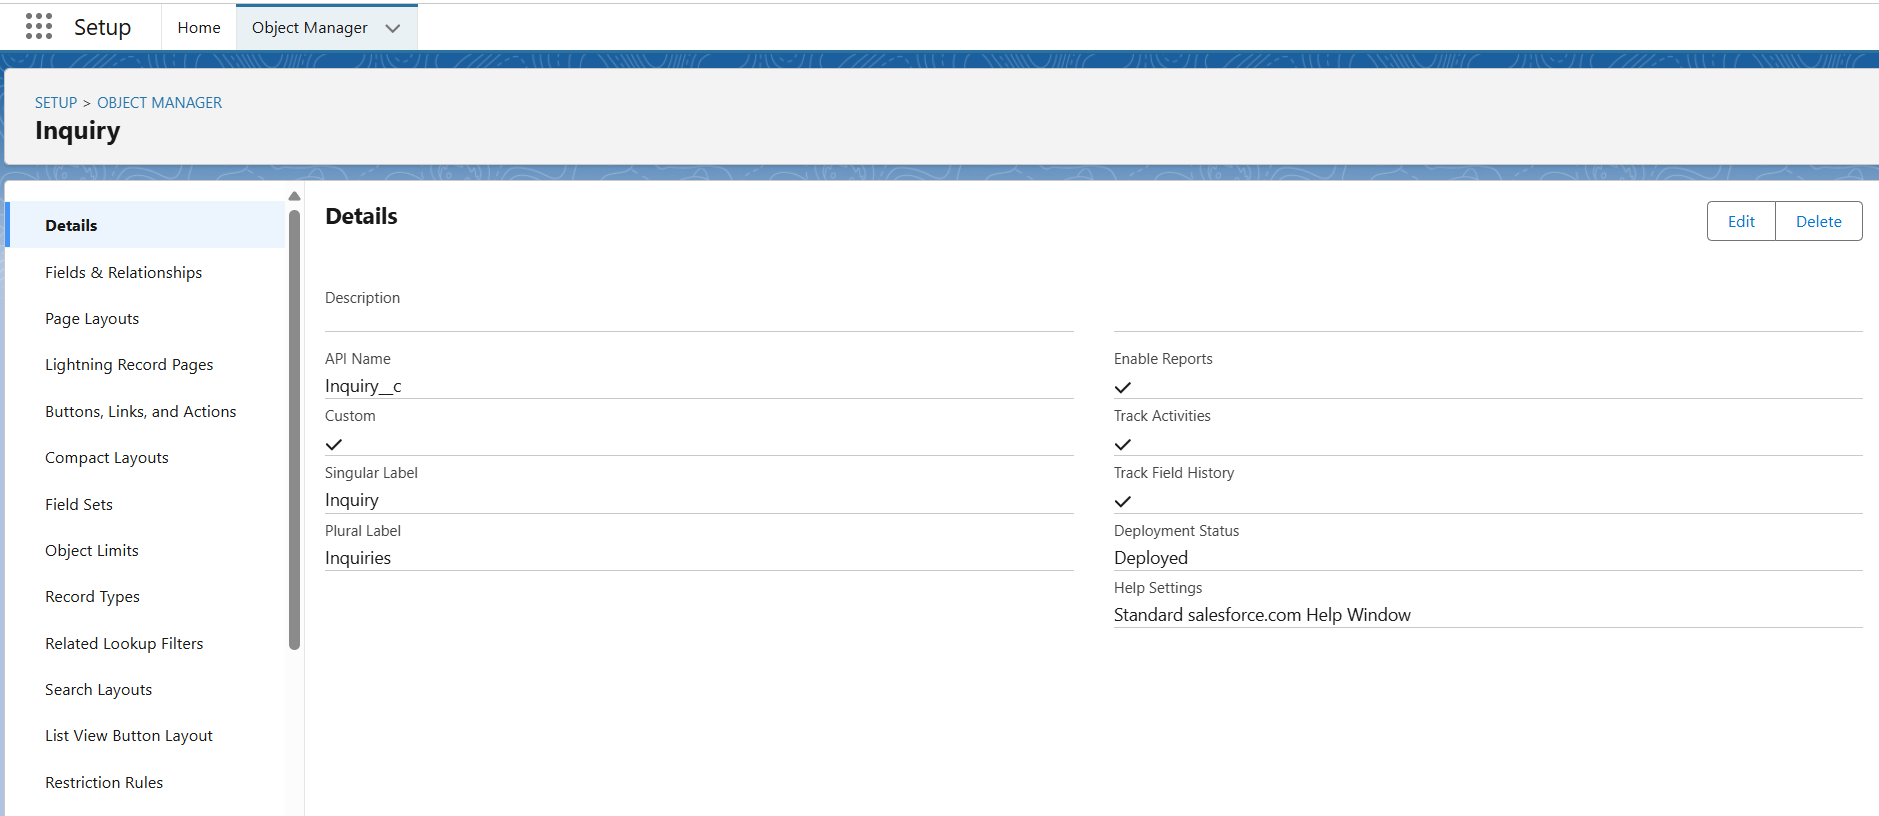 Setup
Home
Object Manager
SETUP > OBJECT MANAGER
Inquiry
Details
Fields & Relationships
Page Layouts
Lightning Record Pages
Buttons, Links, and Actions
Compact Layouts
Field Sets
Object Limits
Record Types
Related Lookup Filters
Search Layouts
List View Button Layout
Restriction Rules
Details
Edit
Delete
Description
API Name
Inquiry__c
Custom
Singular Label
Inquiry
Plural Label
Inquiries
Enable Reports
Track Activities
Track Field History
Deployment Status
Deployed
Help Settings
Standard salesforce.com Help Window